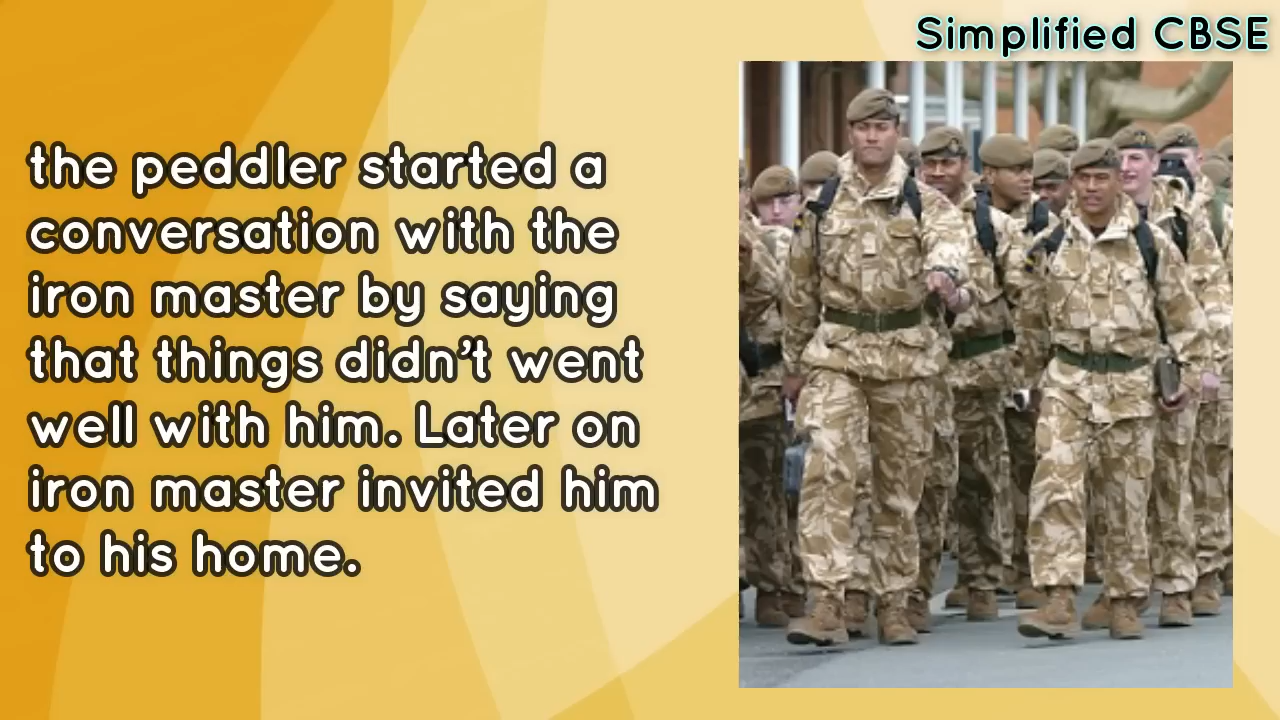 Simplified CBSE
the peddler started a
conversation with the
iron master by saying
that things didn't went
well with him. Later on
iron master invited him
to his home.